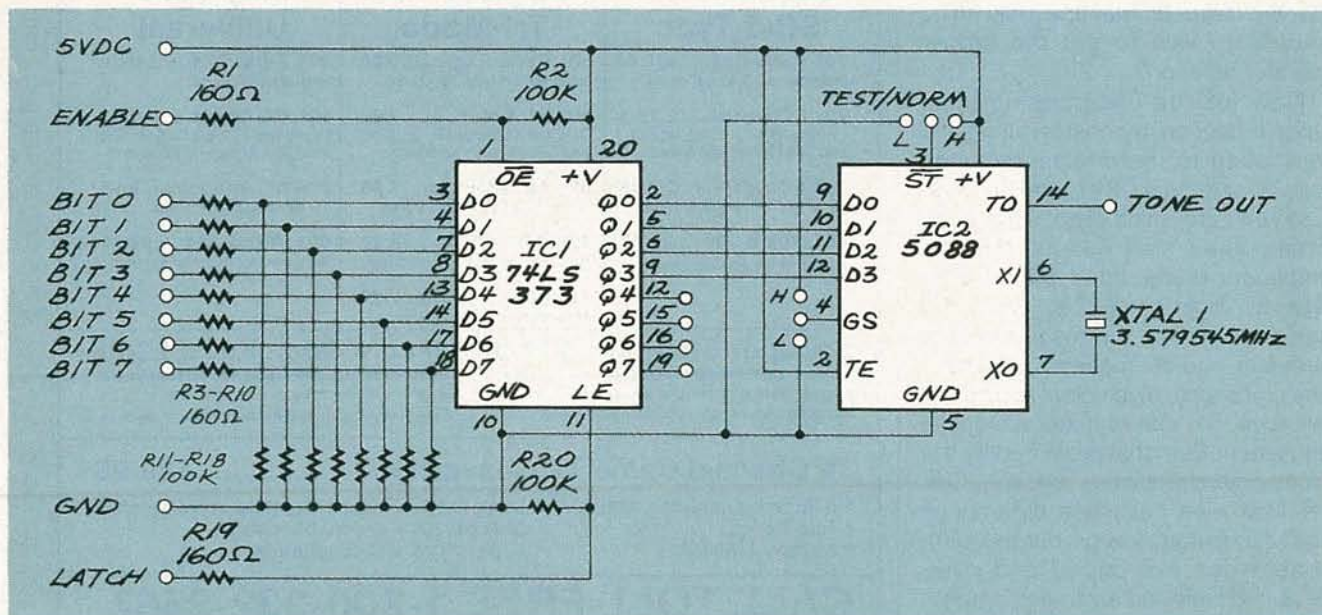 5VDC
R1
160Ω
R2
100K
ENABLE
TEST/NORM
L
H
1
20
3
OE +V
ST +V
BIT 0
BIT 1
BIT 2
BIT 3
BIT 4
BIT 5
BIT 6
BIT 7
3
4
7
8
13
14
17
18
D0
D1
D2
D3
D4
D5
D6
D7
IC1
74LS
373
Q0
Q1
Q2
Q3
Q4
Q5
Q6
Q7
2
5
6
9
12
15
16
19
GND
LE
10
11
9
10
11
12
D0
D1
D2
D3
IC2
5088
TO
14
TONE OUT
XI
6
XTAL 1
3.579545MHz
XO
7
H
4
GS
L
2
TE
GND
5
R3-R10
160Ω
R11-R18
100K
R20
100K
GND
R19
160Ω
LATCH